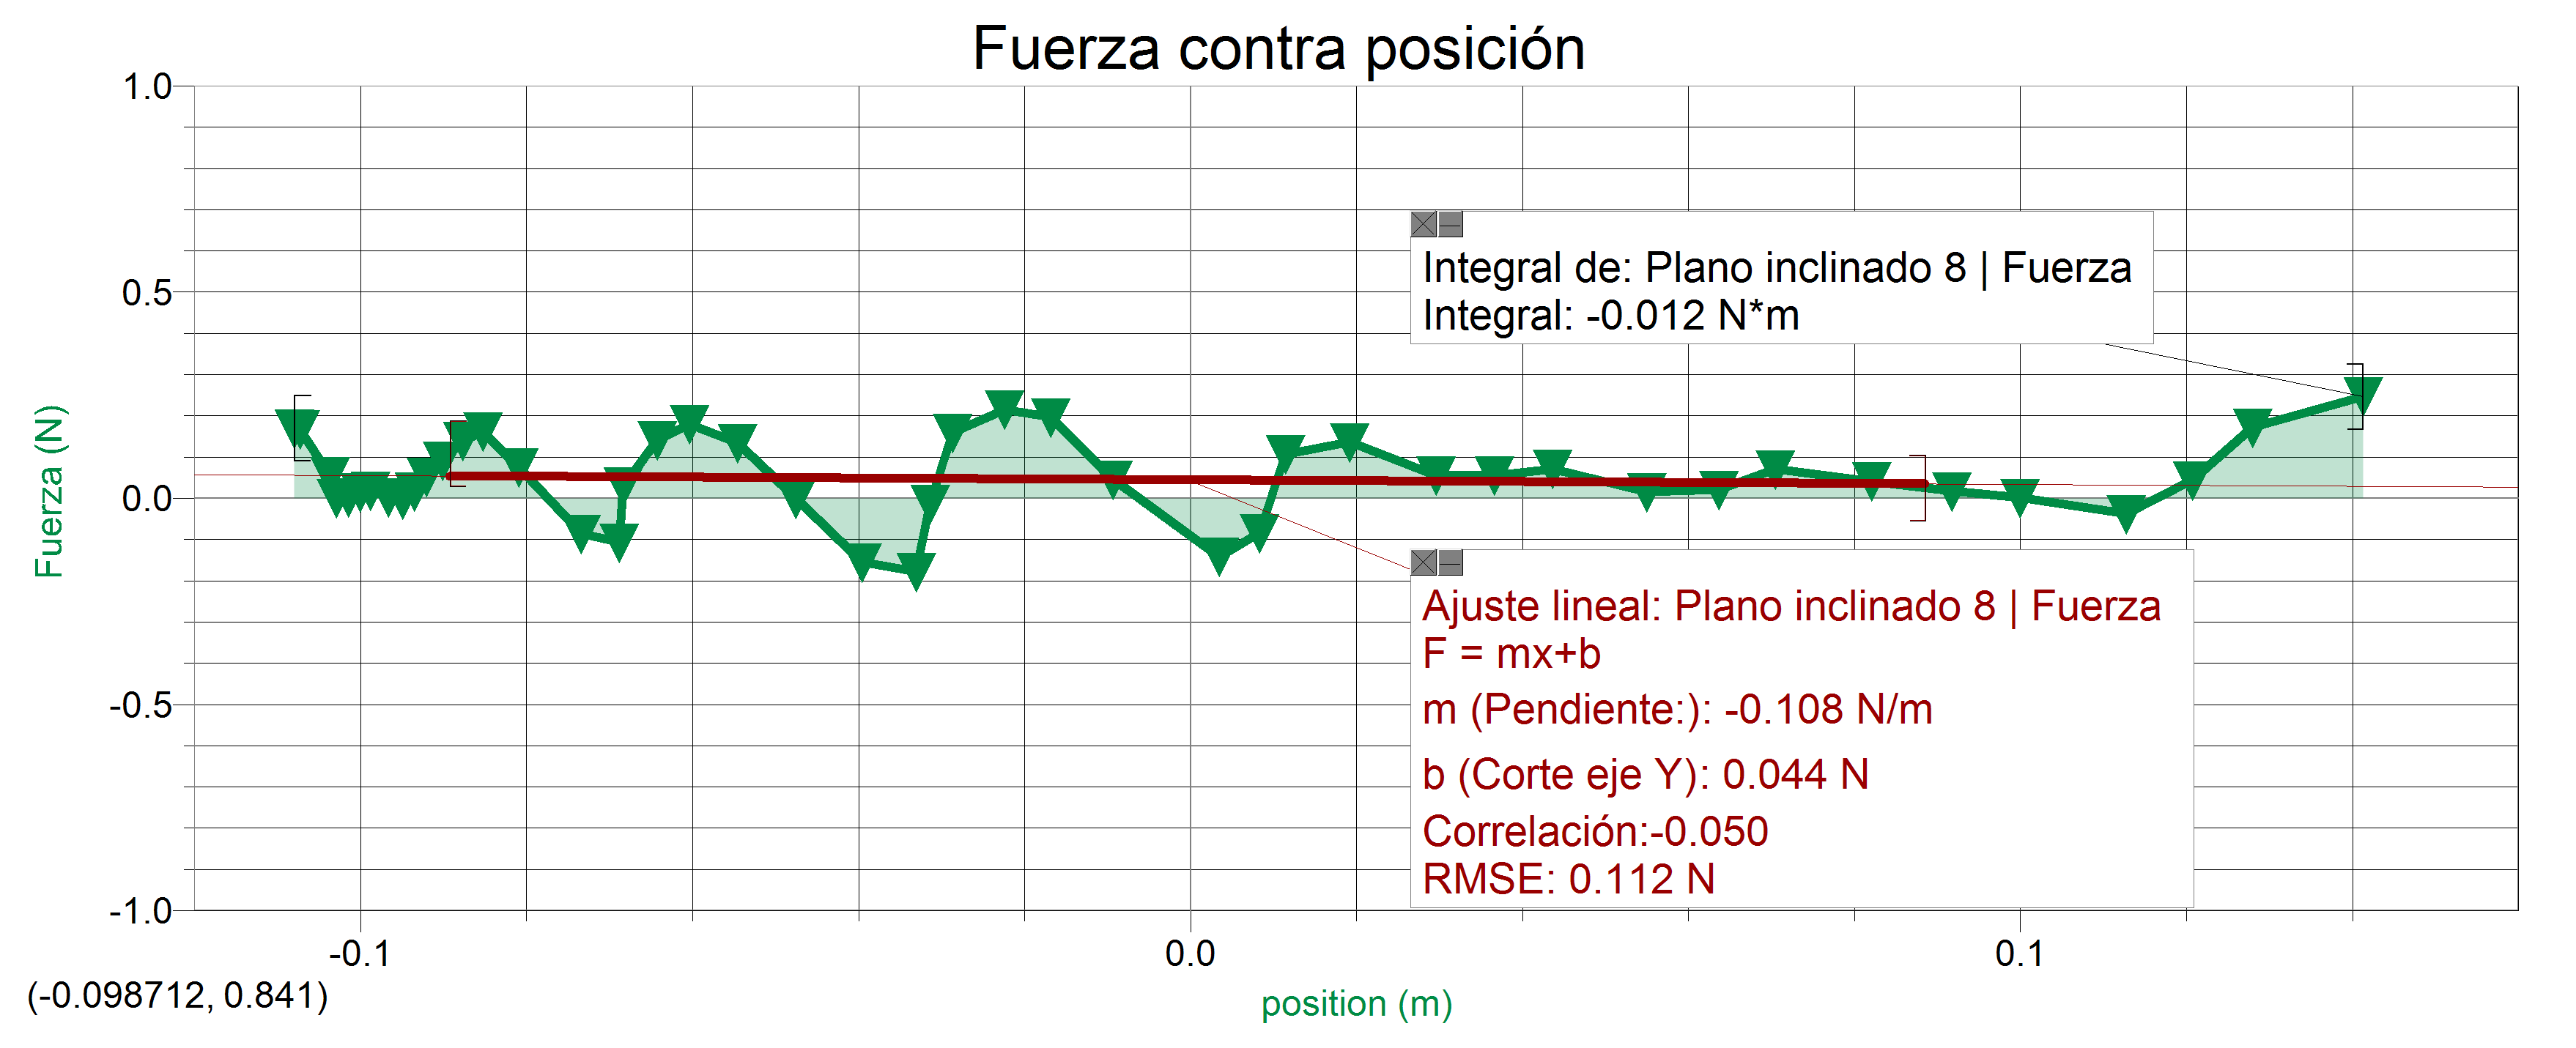 Fuerza contra posición
1.0
0.5
0.0
-0.5
-1.0
Fuerza (N)
Integral de: Plano inclinado 8 | Fuerza
Integral: -0.012 N*m
Ajuste lineal: Plano inclinado 8 | Fuerza
F = mx+b
m (Pendiente:): -0.108 N/m
b (Corte eje Y): 0.044 N
Correlación:-0.050
RMSE: 0.112 N
-0.1
0.0
0.1
(-0.098712, 0.841)
position (m)